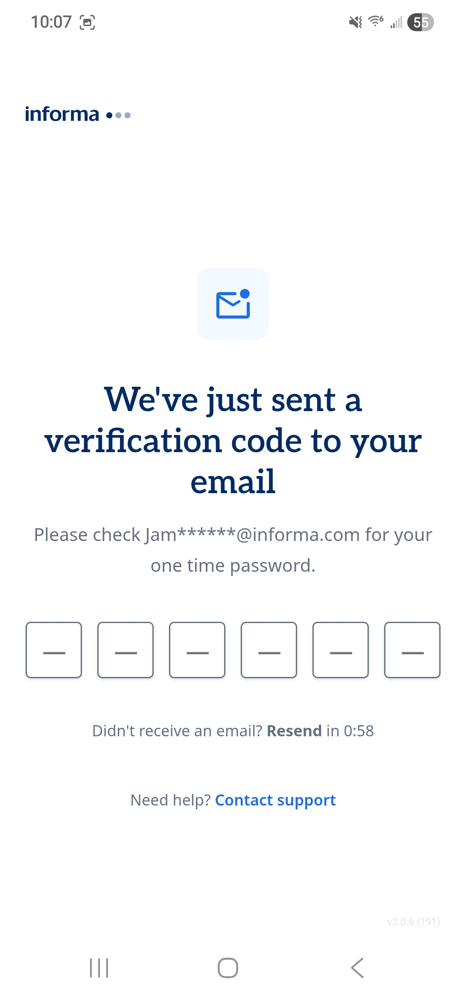 10:07
6
55
informa
We've just sent a
verification code to your
email
Please check Jam******@informa.com for your
one time password.
Didn't receive an email? Resend in 0:58
Need help? Contact support
v2.0.6 (191)